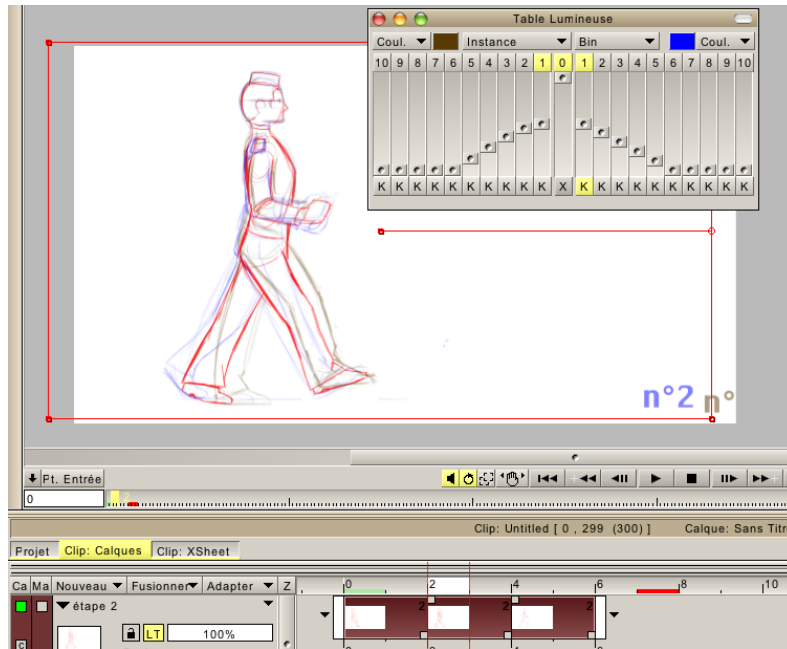 Table Lumineuse
Coul. Instance Bin Coul.
10 9 8 7 6 5 4 3 2 1 0 1 2 3 4 5 6 7 8 9 10
K K K K K K K K K K X K K K K K K K K K K
n°2 n°
Pt. Entrée
0 2
Clip: Untitled [ 0 , 299 (300) ] Calque: Sans Titr
Projet Clip: Calques Clip: XSheet
Ca Ma Nouveau Fusionner Adapter Z 0 2 4 6 8 10
étape 2 2 2 2
LT 100%
C